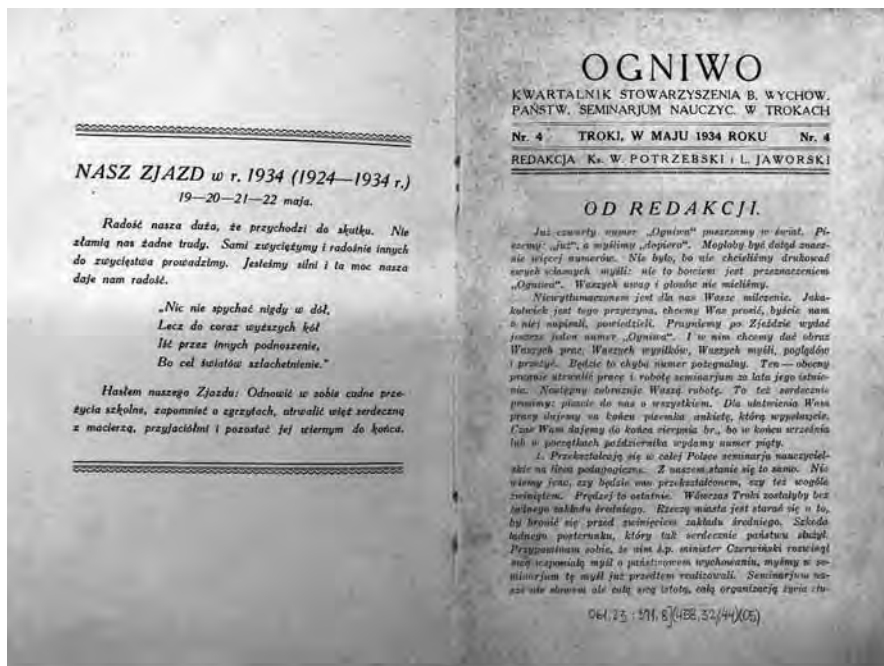 NASZ ZJAZD w r. 1934 (1924—1934 r.)
19—20—21—22 maja.
Radość nasza duża, że przychodzi do skutku. Nie
złamią nas żadne trudy. Sami zwyciężymy i radośnie innych
do zwycięstwa prowadzimy. Jesteśmy silni i ta moc nasza
daje nam radość.
„Nic nie spychać nigdy w dół,
Lecz do coraz wyższych kół
Iść przez innych podnoszenie,
Bo cel światów szlachetnienie."
Hasłem naszego Zjazdu: Odnowić w sobie cudne prze-
życia szkolne, zapomnieć o zgrzytach, utrwalić więź serdeczną
z macierzą, przyjaciółmi i pozostać jej wiernym do końca.
OGNIWO
KWARTALNIK STOWARZYSZENIA B. WYCHOW.
PAŃSTW. SEMINARJUM NAUCZYC. W TROKACH
Nr. 4 TROKI, W MAJU 1934 ROKU Nr. 4
REDAKCJA Ks. W. POTRZEBSKI i L. JAWORSKI
OD REDAKCJI.
Już czwarty numer „Ogniwa" puszczamy w świat. Pi-
szemy: „już", a myślimy „dopiero". Mogłoby być dotąd znacz-
nie więcej numerów. Nie było, bo nie chcieliśmy drukować
swych własnych myśli: nie to bowiem jest przeznaczeniem
„Ogniwa". Waszych uwag i głosów nie mieliśmy.
Niewytłumaczonem jest dla nas Wasze milczenie. Jaka-
kolwiek jest tego przyczyna, chcemy Was prosić, byście nam
o niej napisali, powiedzieli. Pragniemy po Zjeździe wydać
jeszcze jeden numer „Ogniwa". I w nim chcemy dać obraz
Waszych prac, Waszych wysiłków, Waszych myśli, poglądów
i przeżyć. Będzie to chyba numer pożegnalny. Ten — obecny
pragnie utrwalić pracę i robotę seminarjum za lata jego istnie-
nia. Następny zobrazuje Waszą robotę. To też serdecznie
prosimy: piszcie do nas o wszystkiem. Dla ułatwienia Wam
pracy dajemy na końcu pisemka ankietę, którą wypełnijcie.
Czas Wam dajemy do końca sierpnia br., bo w końcu września
lub w początkach października wydamy numer piąty.
1. Przekształcają się w całej Polsce seminarja nauczyciel-
skie na licea pedagogiczne. Z naszem stanie się to samo. Nie
wiemy jeno, czy będzie ono przekształconem, czy też wogóle
zwiniętem. Prędzej to ostatnie. Wówczas Troki zostałyby bez
żadnego zakładu średniego. Rzeczą miasta jest starać się o to,
by bronić się przed zwinięciem zakładu średniego. Szkoda
ładnego posterunku, który tak serdecznie państwu służył.
Przypominam sobie, że nim ś.p. minister Czerwiński rozwinął
swą wspaniałą myśl o państwowem wychowaniu, myśmy w se-
minarjum tę myśl już przedtem realizowali. Seminarjum na-
sze nie słowem ale całą swą istotą, całą organizacją życia słu-